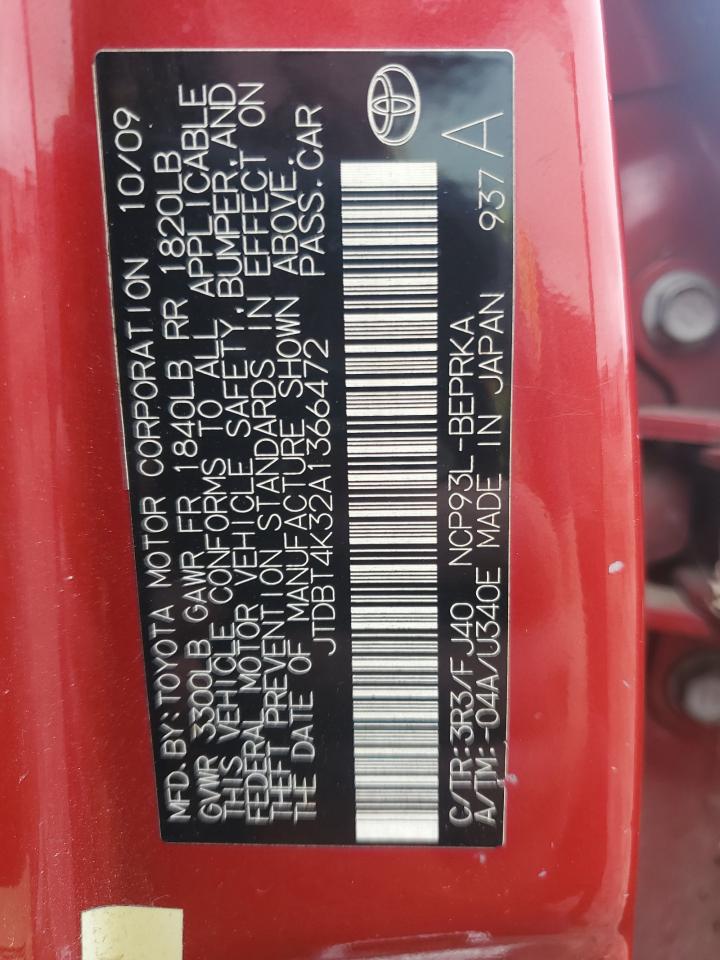 MFD. BY: TOYOTA MOTOR CORPORATION 10/09
GVWR 3300LB GAWR FR 1840LB RR 1820LB
THIS VEHICLE CONFORMS TO ALL APPLICABLE
FEDERAL MOTOR VEHICLE SAFETY, BUMPER, AND
THEFT PREVENTION STANDARDS IN EFFECT ON
THE DATE OF MANUFACTURE SHOWN ABOVE.
JTDBT4K32A1366472 PASS. CAR
C/TR: 3R3/FJ40 NCP93L-BEPRKA 937 A
A/TM: -04A/U340E MADE IN JAPAN